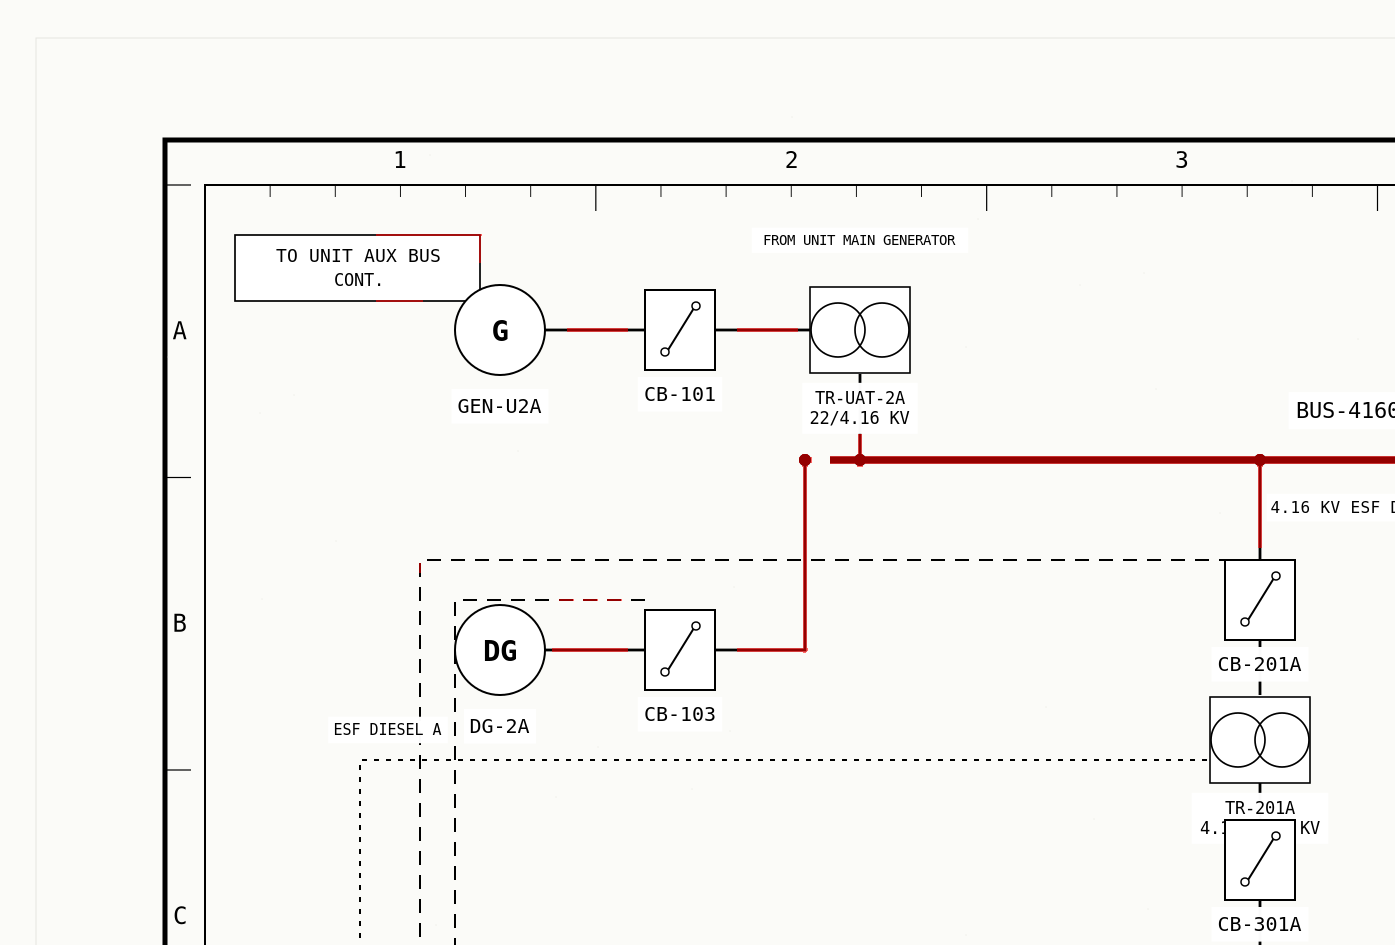 1 2 3
TO UNIT AUX BUS
CONT.
FROM UNIT MAIN GENERATOR
A
G
GEN-U2A
CB-101
TR-UAT-2A
22/4.16 KV
BUS-4160
4.16 KV ESF
B
DG
DG-2A
CB-103
ESF DIESEL A
CB-201A
TR-201A
KV
C
CB-301A